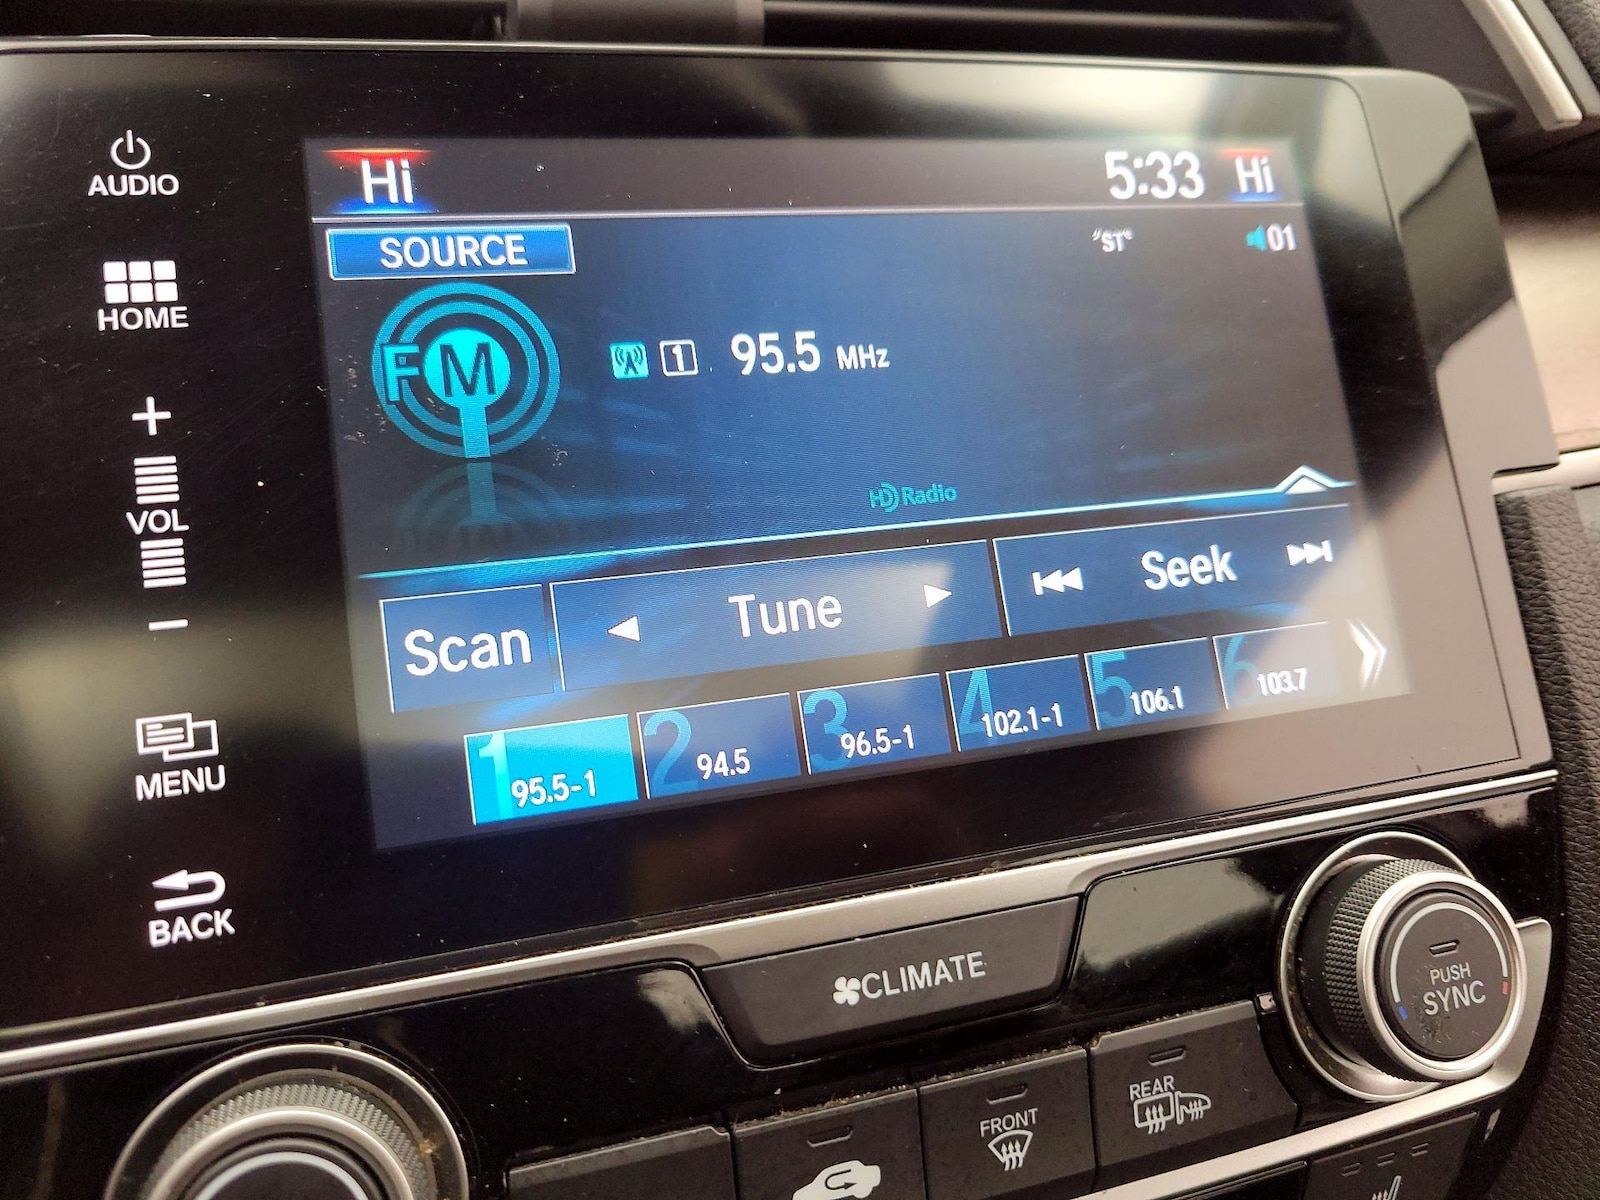 AUDIO
Hi 5:33 Hi
SOURCE
"ST" 01
HOME
FM
1 95.5 MHz
VOL
HD Radio
Scan Tune Seek
1 95.5-1
2 94.5
3 96.5-1
4 102.1-1
5 106.1
6 103.7
MENU
BACK
CLIMATE
PUSH
SYNC
FRONT
REAR